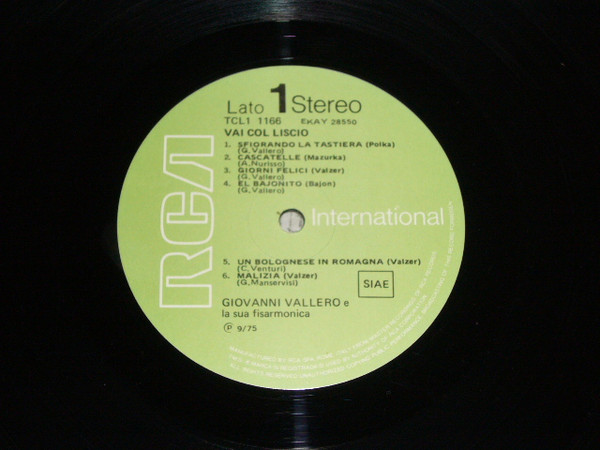 Lato 1 Stereo
TCL1 1166 EKAY 28550
VAI COL LISCIO
1. SFIORANDO LA TASTIERA (Polka)
(G. Vallero)
2. CASCATELLE (Mazurka)
(A. Nurisso)
3. GIORNI FELICI (Valzer)
(G. Vallero)
4. EL BAJONITO (Bajon)
(G. Vallero)
RCA International
5. UN BOLOGNESE IN ROMAGNA (Valzer)
(C. Venturi)
6. MALIZIA (Valzer)
(G. Manservisi)
SIAE
GIOVANNI VALLERO e
la sua fisarmonica
℗ 9/75